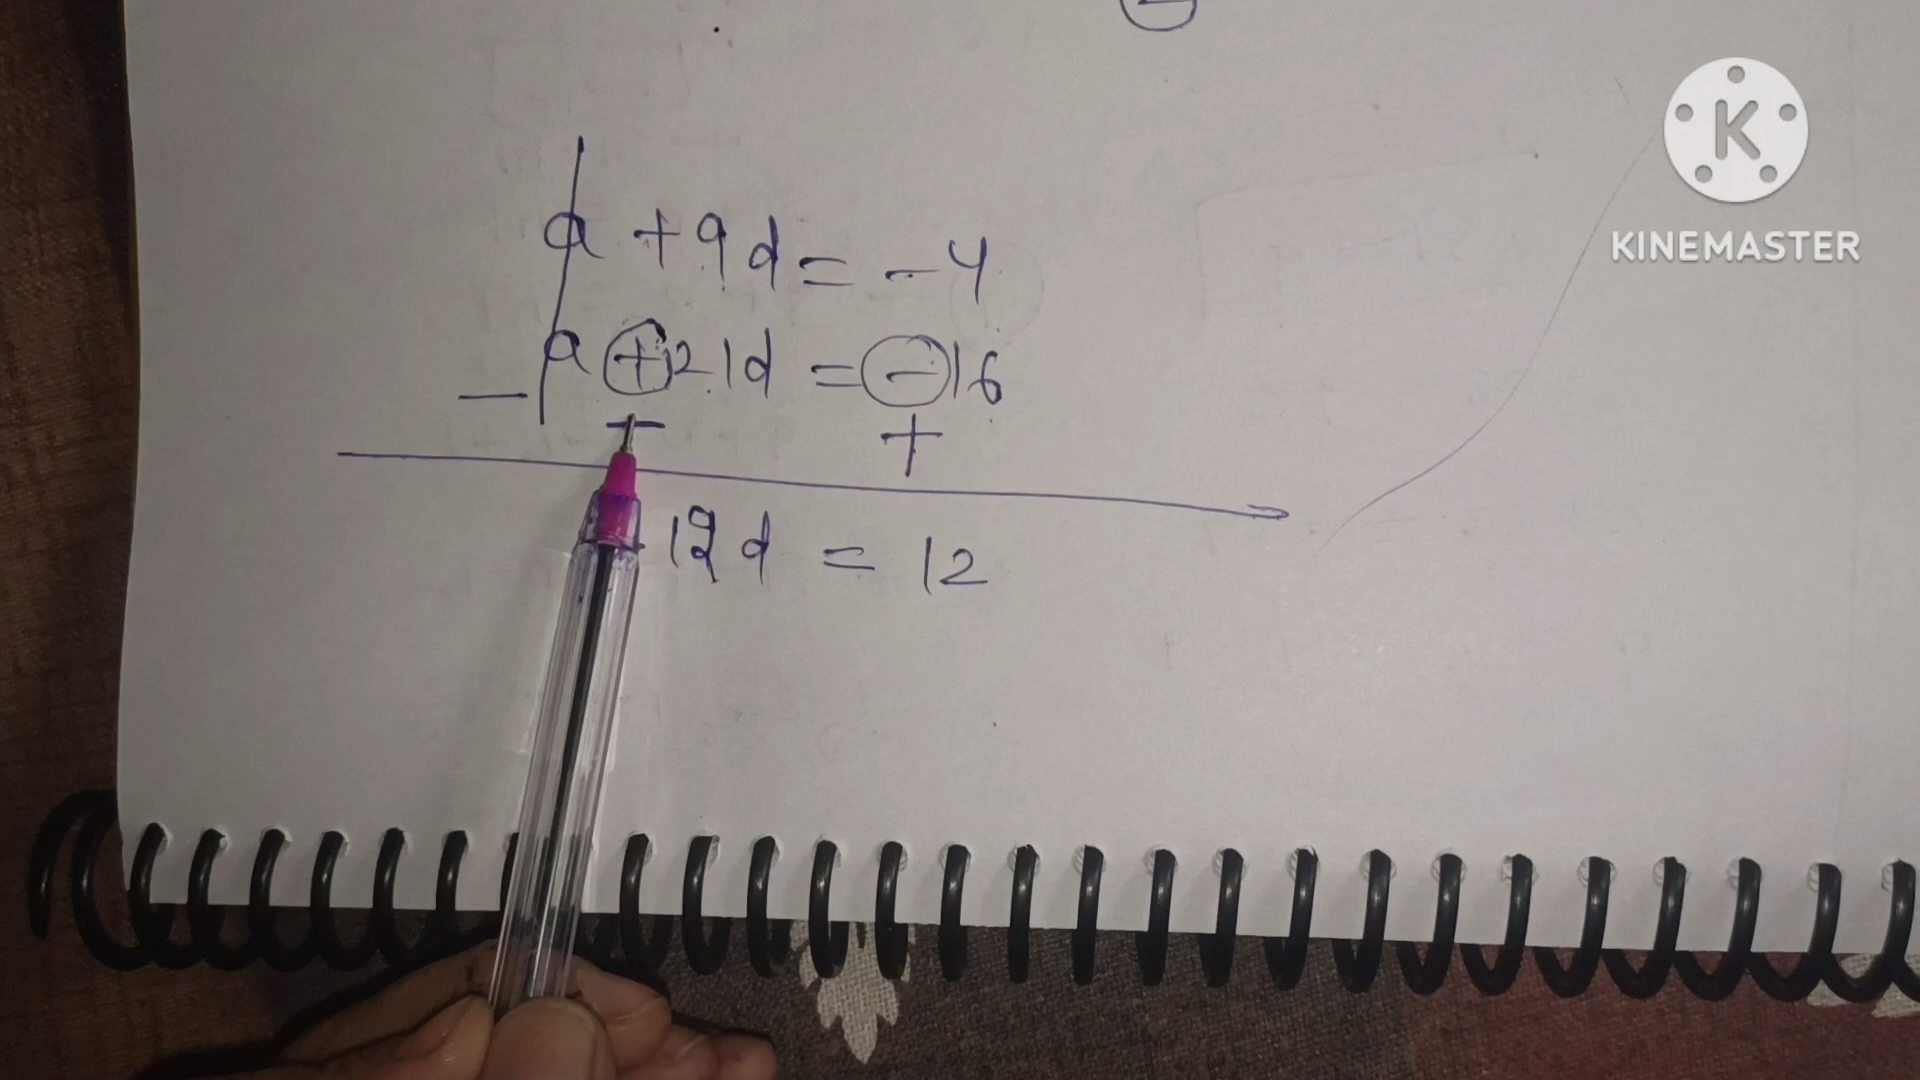 a + 9d = -4
a + 21d = -16
- - +
- 12d = 12
K
KINEMASTER